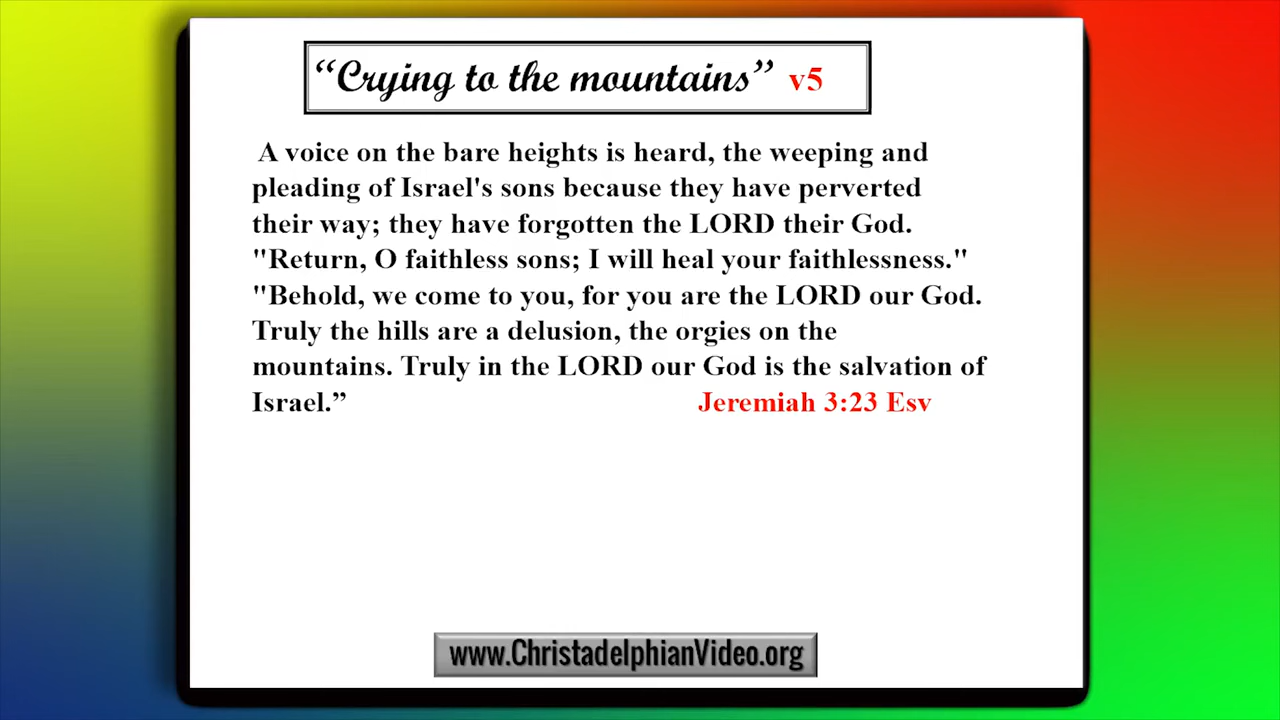 “Crying to the mountains” v5
A voice on the bare heights is heard, the weeping and
pleading of Israel's sons because they have perverted
their way; they have forgotten the LORD their God.
"Return, O faithless sons; I will heal your faithlessness."
"Behold, we come to you, for you are the LORD our God.
Truly the hills are a delusion, the orgies on the
mountains. Truly in the LORD our God is the salvation of
Israel.” Jeremiah 3:23 Esv
www.ChristadelphianVideo.org